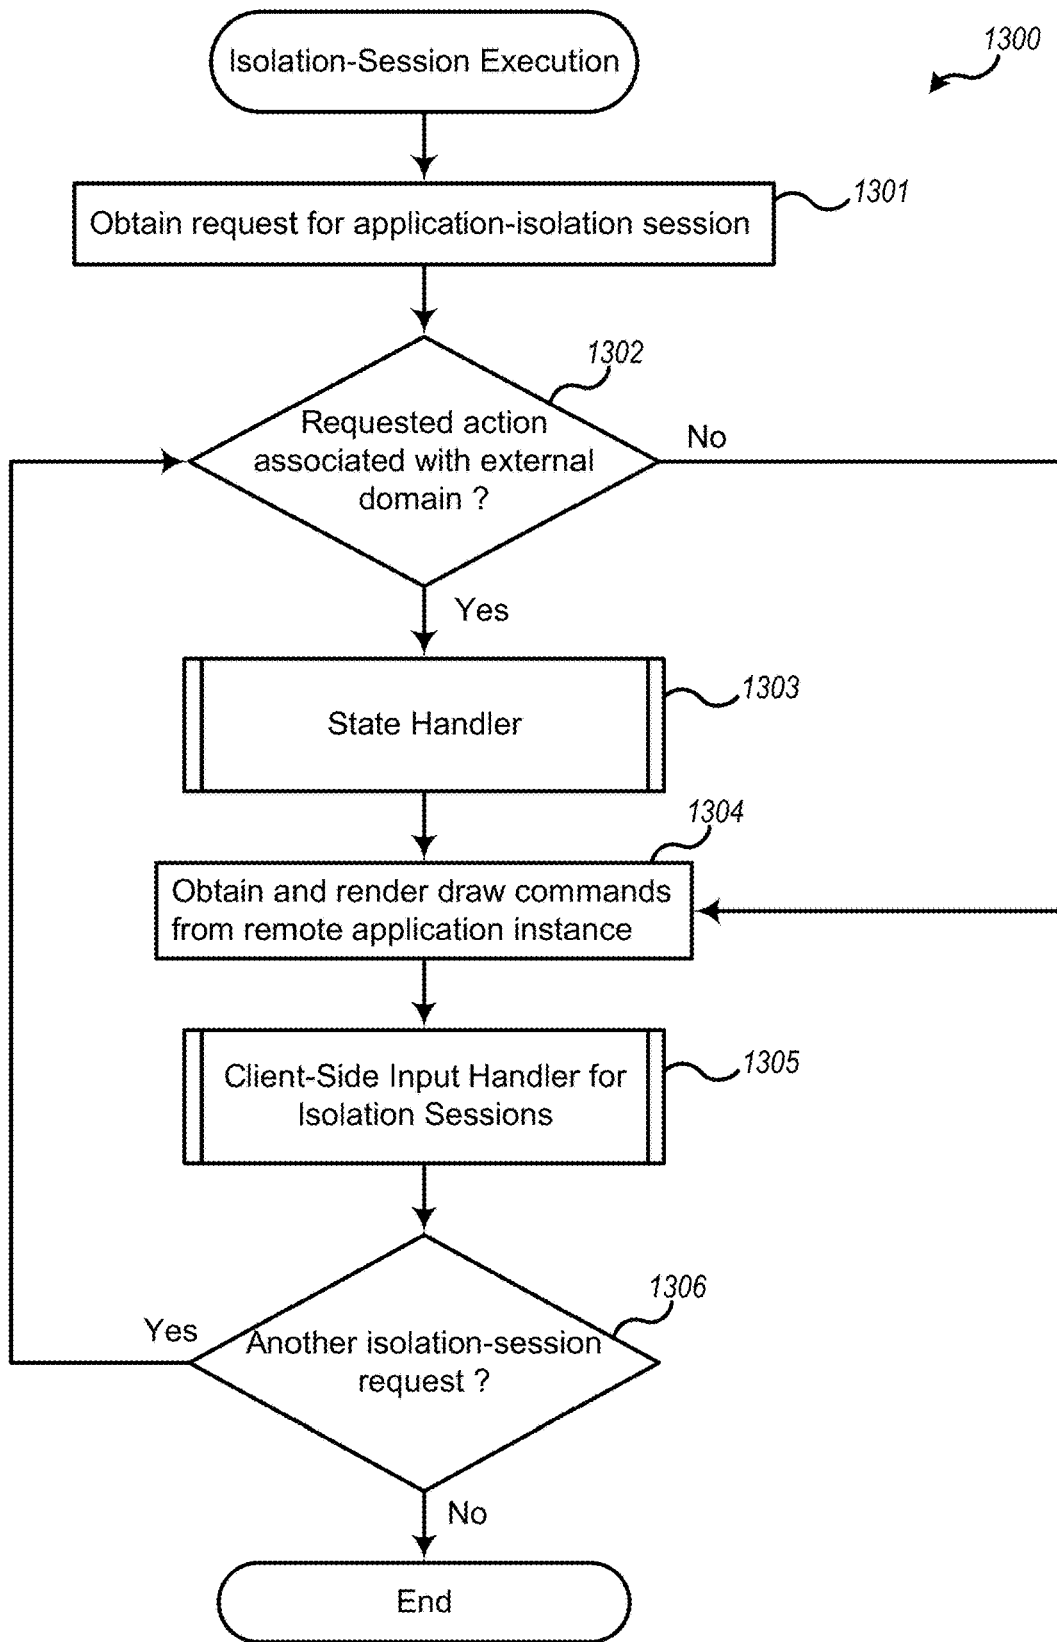 Isolation-Session Execution
1300
1301
Obtain request for application-isolation session
1302
Requested action
associated with external
domain ?
No
Yes
1303
State Handler
1304
Obtain and render draw commands
from remote application instance
1305
Client-Side Input Handler for
Isolation Sessions
1306
Yes
Another isolation-session
request ?
No
End